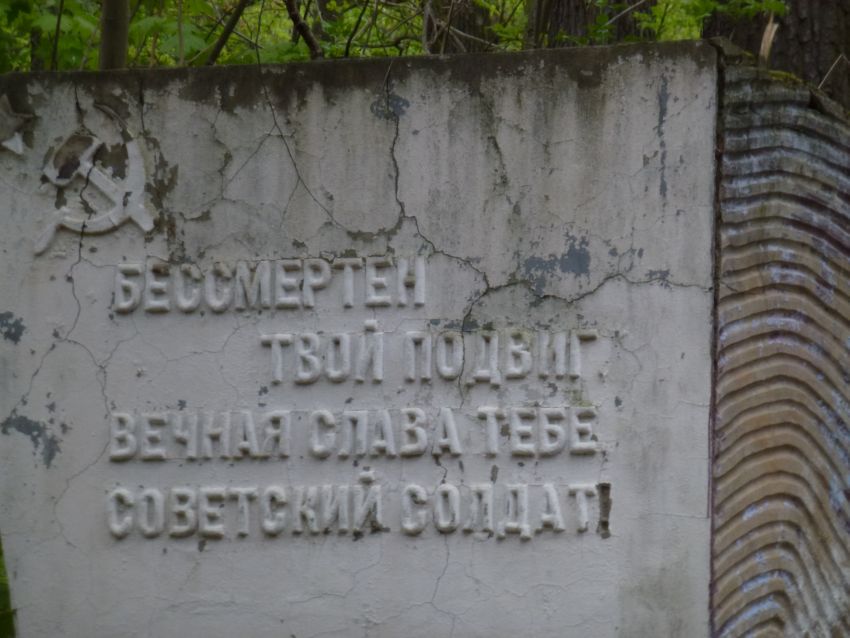 БЕССМЕРТЕН
ТВОЙ ПОДВИГ
ВЕЧНАЯ СЛАВА ТЕБЕ
СОВЕТСКИЙ СОЛДАТ